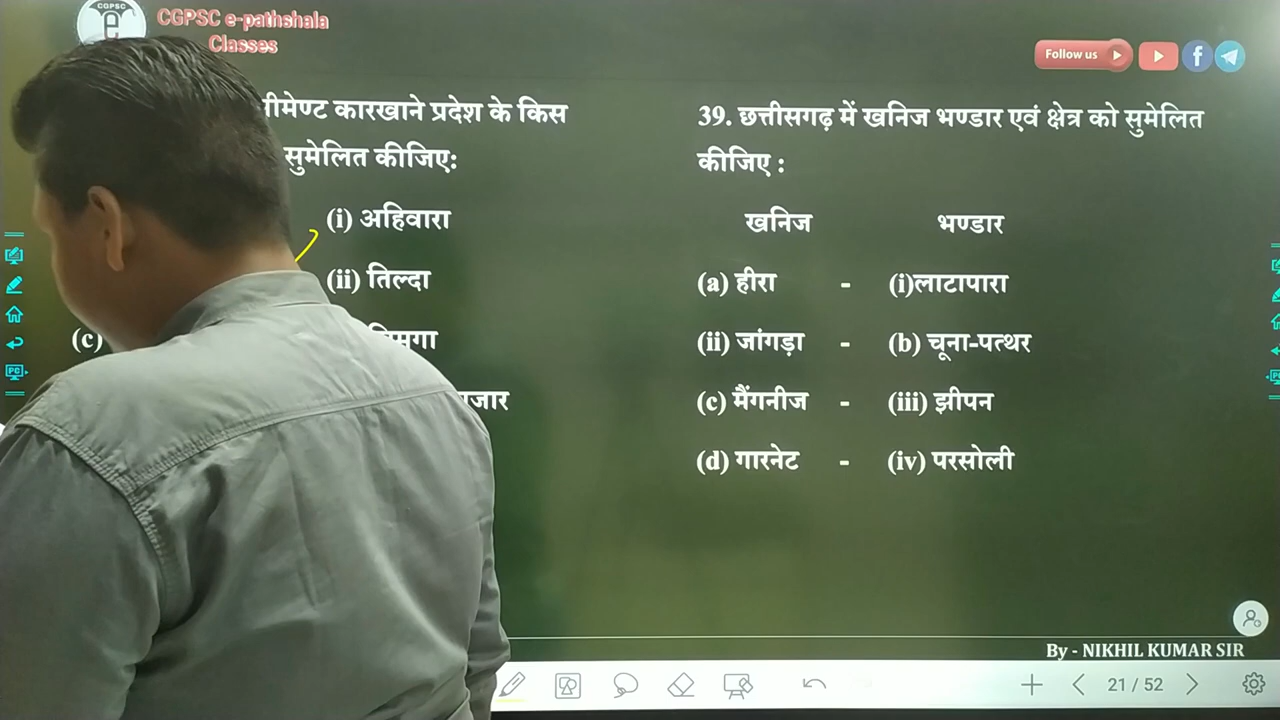 CGPSC
e
CGPSC e-pathshala
Classes
Follow us
कारखाने प्रदेश के किस
सुमेलित कीजिएः
(i) अहिवारा
(ii) तिल्दा
(c)
39. छत्तीसगढ़ में खनिज भण्डार एवं क्षेत्र को सुमेलित
कीजिए :
खनिज भण्डार
(a) हीरा - (i)लाटापारा
(ii) जांगड़ा - (b) चूना-पत्थर
(c) मैंगनीज - (iii) झीपन
(d) गारनेट - (iv) परसोली
By - NIKHIL KUMAR SIR
21 / 52